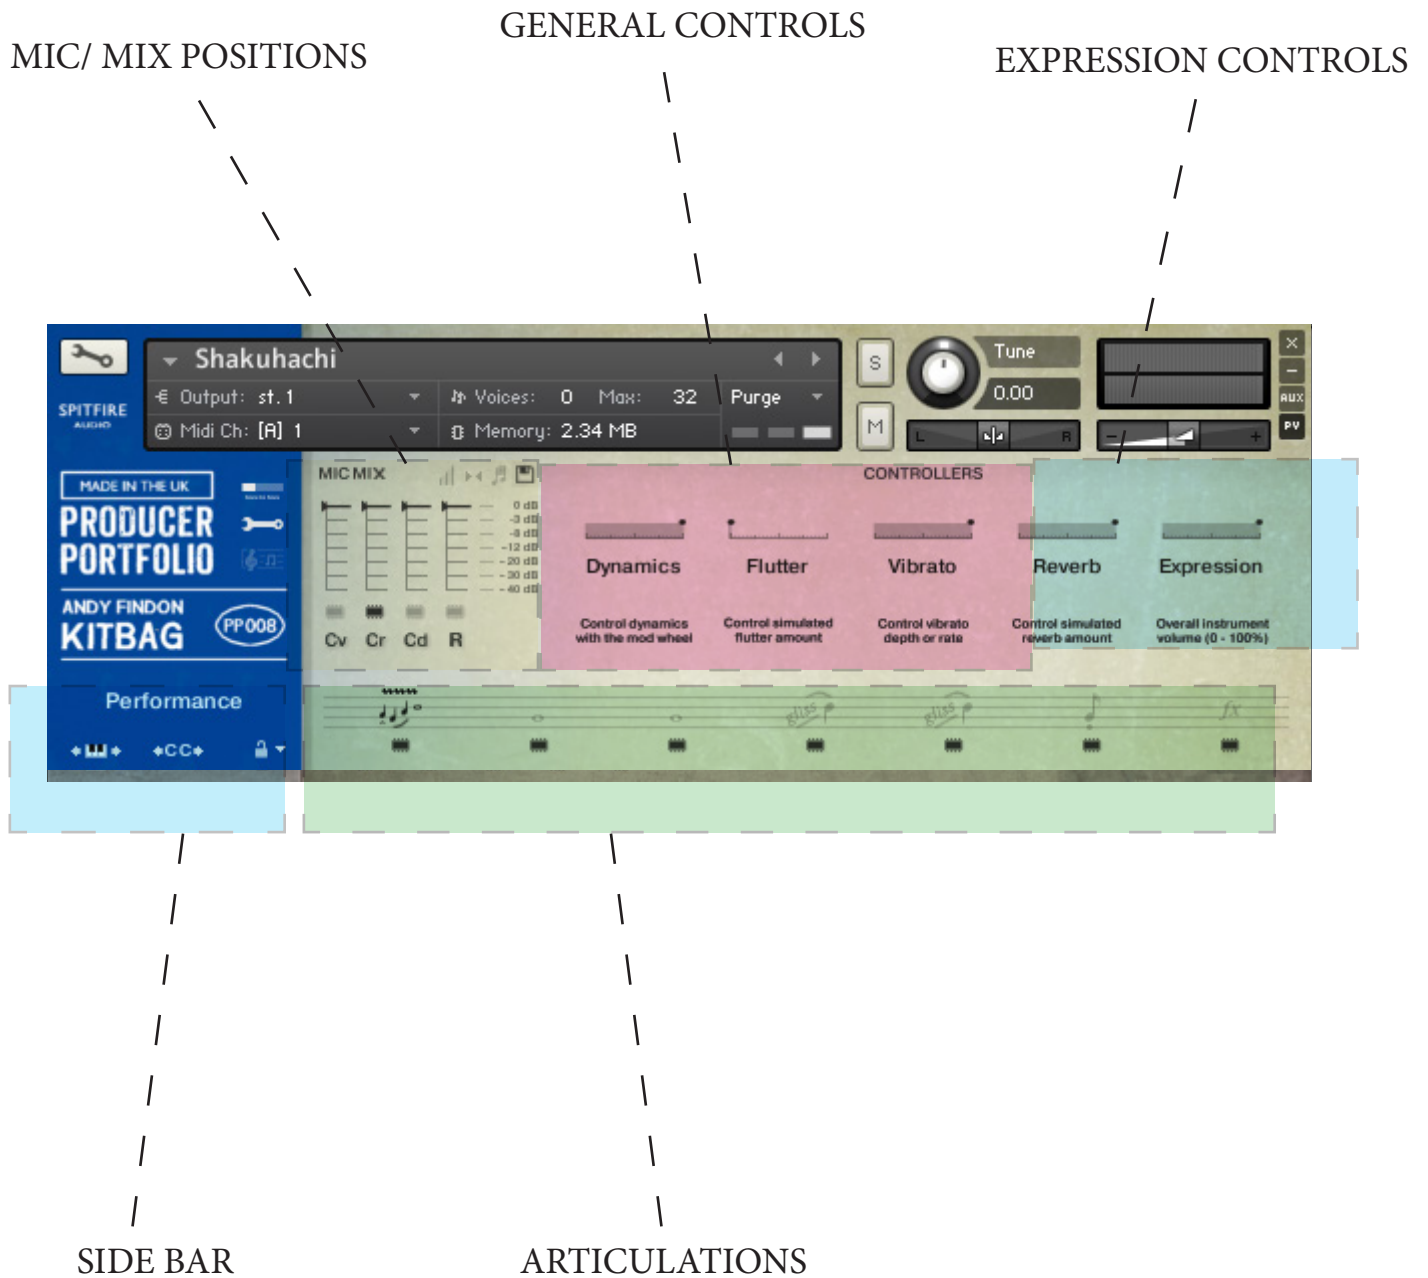 GENERAL CONTROLS
MIC/ MIX POSITIONS
EXPRESSION CONTROLS
Shakuhachi
S
Tune
×
Output: st.1
Voices: 0 Max: 32
Purge
0.00
AUX
SPITFIRE
AUDIO
Midi Ch: [A] 1
Memory: 2.34 MB
M
L
R
−
+
PV
MADE IN THE UK
PRODUCER
PORTFOLIO
ANDY FINDON
KITBAG
PP008
MIC MIX
0 dB
-3 dB
-6 dB
-12 dB
-20 dB
-30 dB
-40 dB
Cv Cr Cd R
CONTROLLERS
Dynamics Flutter Vibrato Reverb Expression
Control dynamics
with the mod wheel
Control simulated
flutter amount
Control vibrato
depth or rate
Control simulated
reverb amount
Overall instrument
volume (0 - 100%)
Performance
CC
gliss
gliss
fx
SIDE BAR
ARTICULATIONS